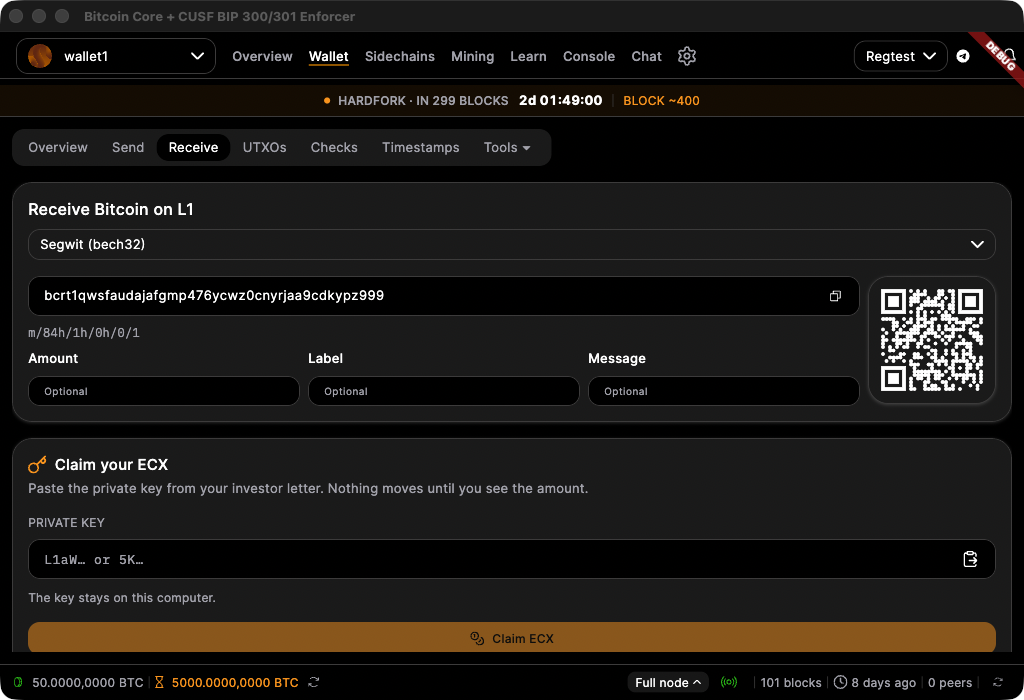 Bitcoin Core + CUSF BIP 300/301 Enforcer
wallet1 Overview Wallet Sidechains Mining Learn Console Chat Regtest DEBUG
HARDFORK · IN 299 BLOCKS 2d 01:49:00 BLOCK ~400
Overview Send Receive UTXOs Checks Timestamps Tools
Receive Bitcoin on L1
Segwit (bech32)
bcrt1qwsfaudajafgmp476ycwz0cnyrjaa9cdkypz999
m/84h/1h/0h/0/1
Amount Label Message
Optional Optional Optional
Claim your ECX
Paste the private key from your investor letter. Nothing moves until you see the amount.
PRIVATE KEY
L1aW… or 5K…
The key stays on this computer.
Claim ECX
50.0000,0000 BTC 5000.0000,0000 BTC Full node 101 blocks 8 days ago 0 peers